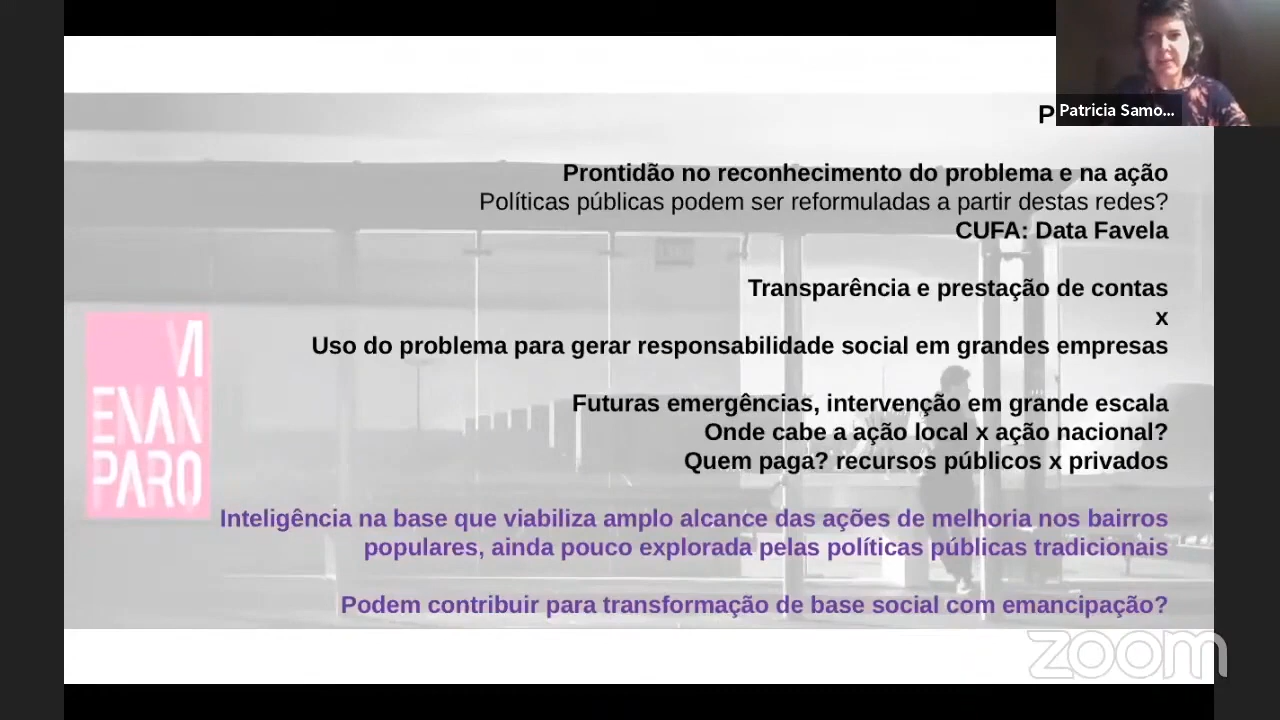 Patricia Samo...
Prontidão no reconhecimento do problema e na ação
Políticas públicas podem ser reformuladas a partir destas redes?
CUFA: Data Favela
Transparência e prestação de contas
x
Uso do problema para gerar responsabilidade social em grandes empresas
Futuras emergências, intervenção em grande escala
Onde cabe a ação local x ação nacional?
Quem paga? recursos públicos x privados
VI
ENAN
PARQ
Inteligência na base que viabiliza amplo alcance das ações de melhoria nos bairros
populares, ainda pouco explorada pelas políticas públicas tradicionais
Podem contribuir para transformação de base social com emancipação?
zoom